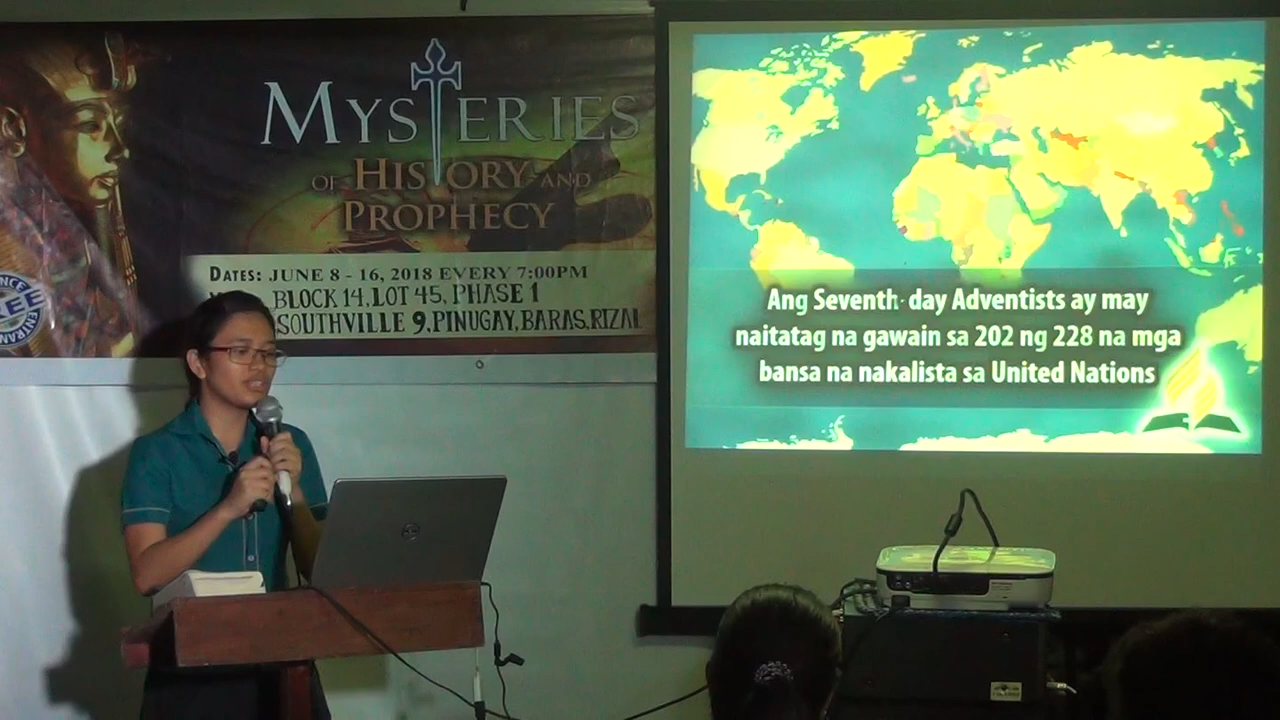 MYSTERIES
OF HISTORY AND
PROPHECY
DATES: JUNE 8 - 16, 2018 EVERY 7:00PM
BLOCK 14, LOT 45, PHASE 1
SOUTHVILLE 9, PINUGAY, BARAS, RIZAL
FREE
ENTRANCE
Ang Seventh-day Adventists ay may
naitatag na gawain sa 202 ng 228 na mga
bansa na nakalista sa United Nations